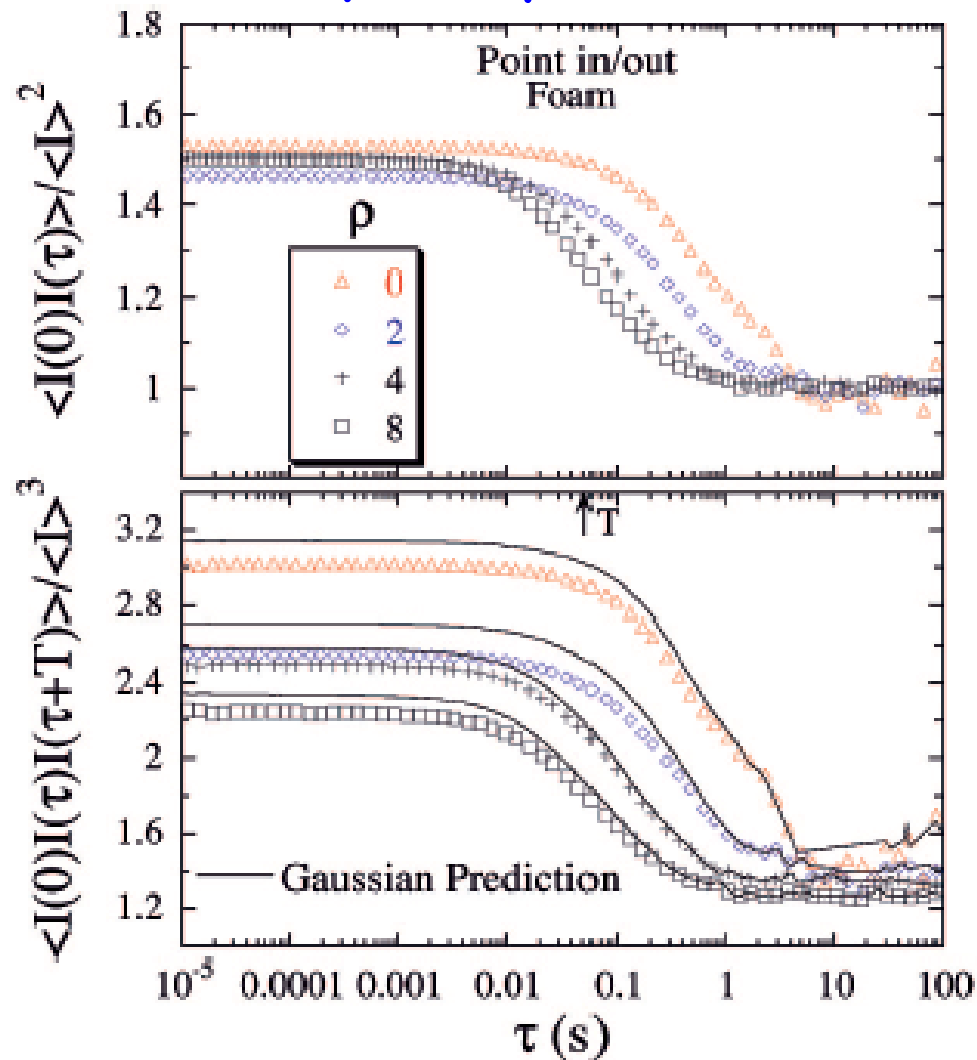 1.8
Point in/out
Foam
1.6
1.4
1.2
1
<I(0)I(τ)>/<I>²
ρ
0
2
4
8
↑T
3.2
2.8
2.4
2
1.6
1.2
<I(0)I(τ)I(τ+T)>/<I>³
Gaussian Prediction
10⁻⁵ 0.0001 0.001 0.01 0.1 1 10 100
τ (s)